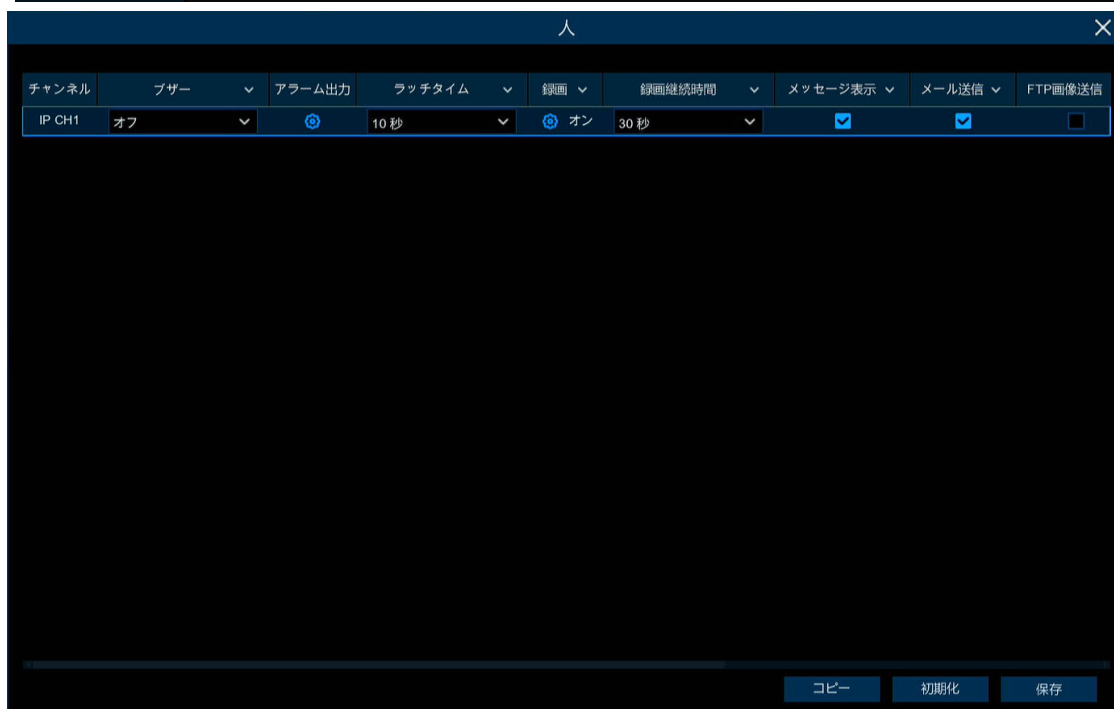 人
チャンネル ブザー アラーム出力 ラッチタイム 録画 録画継続時間 メッセージ表示 メール送信 FTP画像送信
IP CH1 オフ 10 秒 オン 30 秒
コピー 初期化 保存